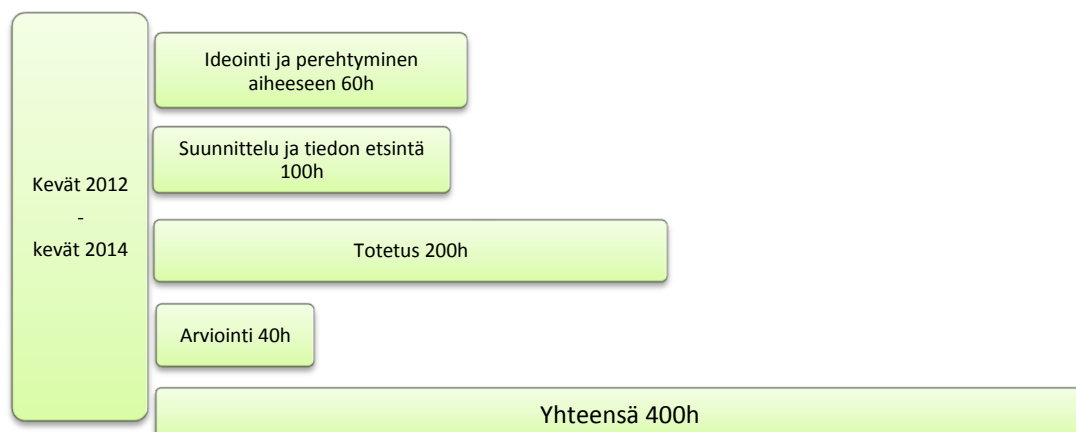 Kevät 2012
-
kevät 2014
Ideointi ja perehtyminen
aiheeseen 60h
Suunnittelu ja tiedon etsintä
100h
Totetus 200h
Arviointi 40h
Yhteensä 400h